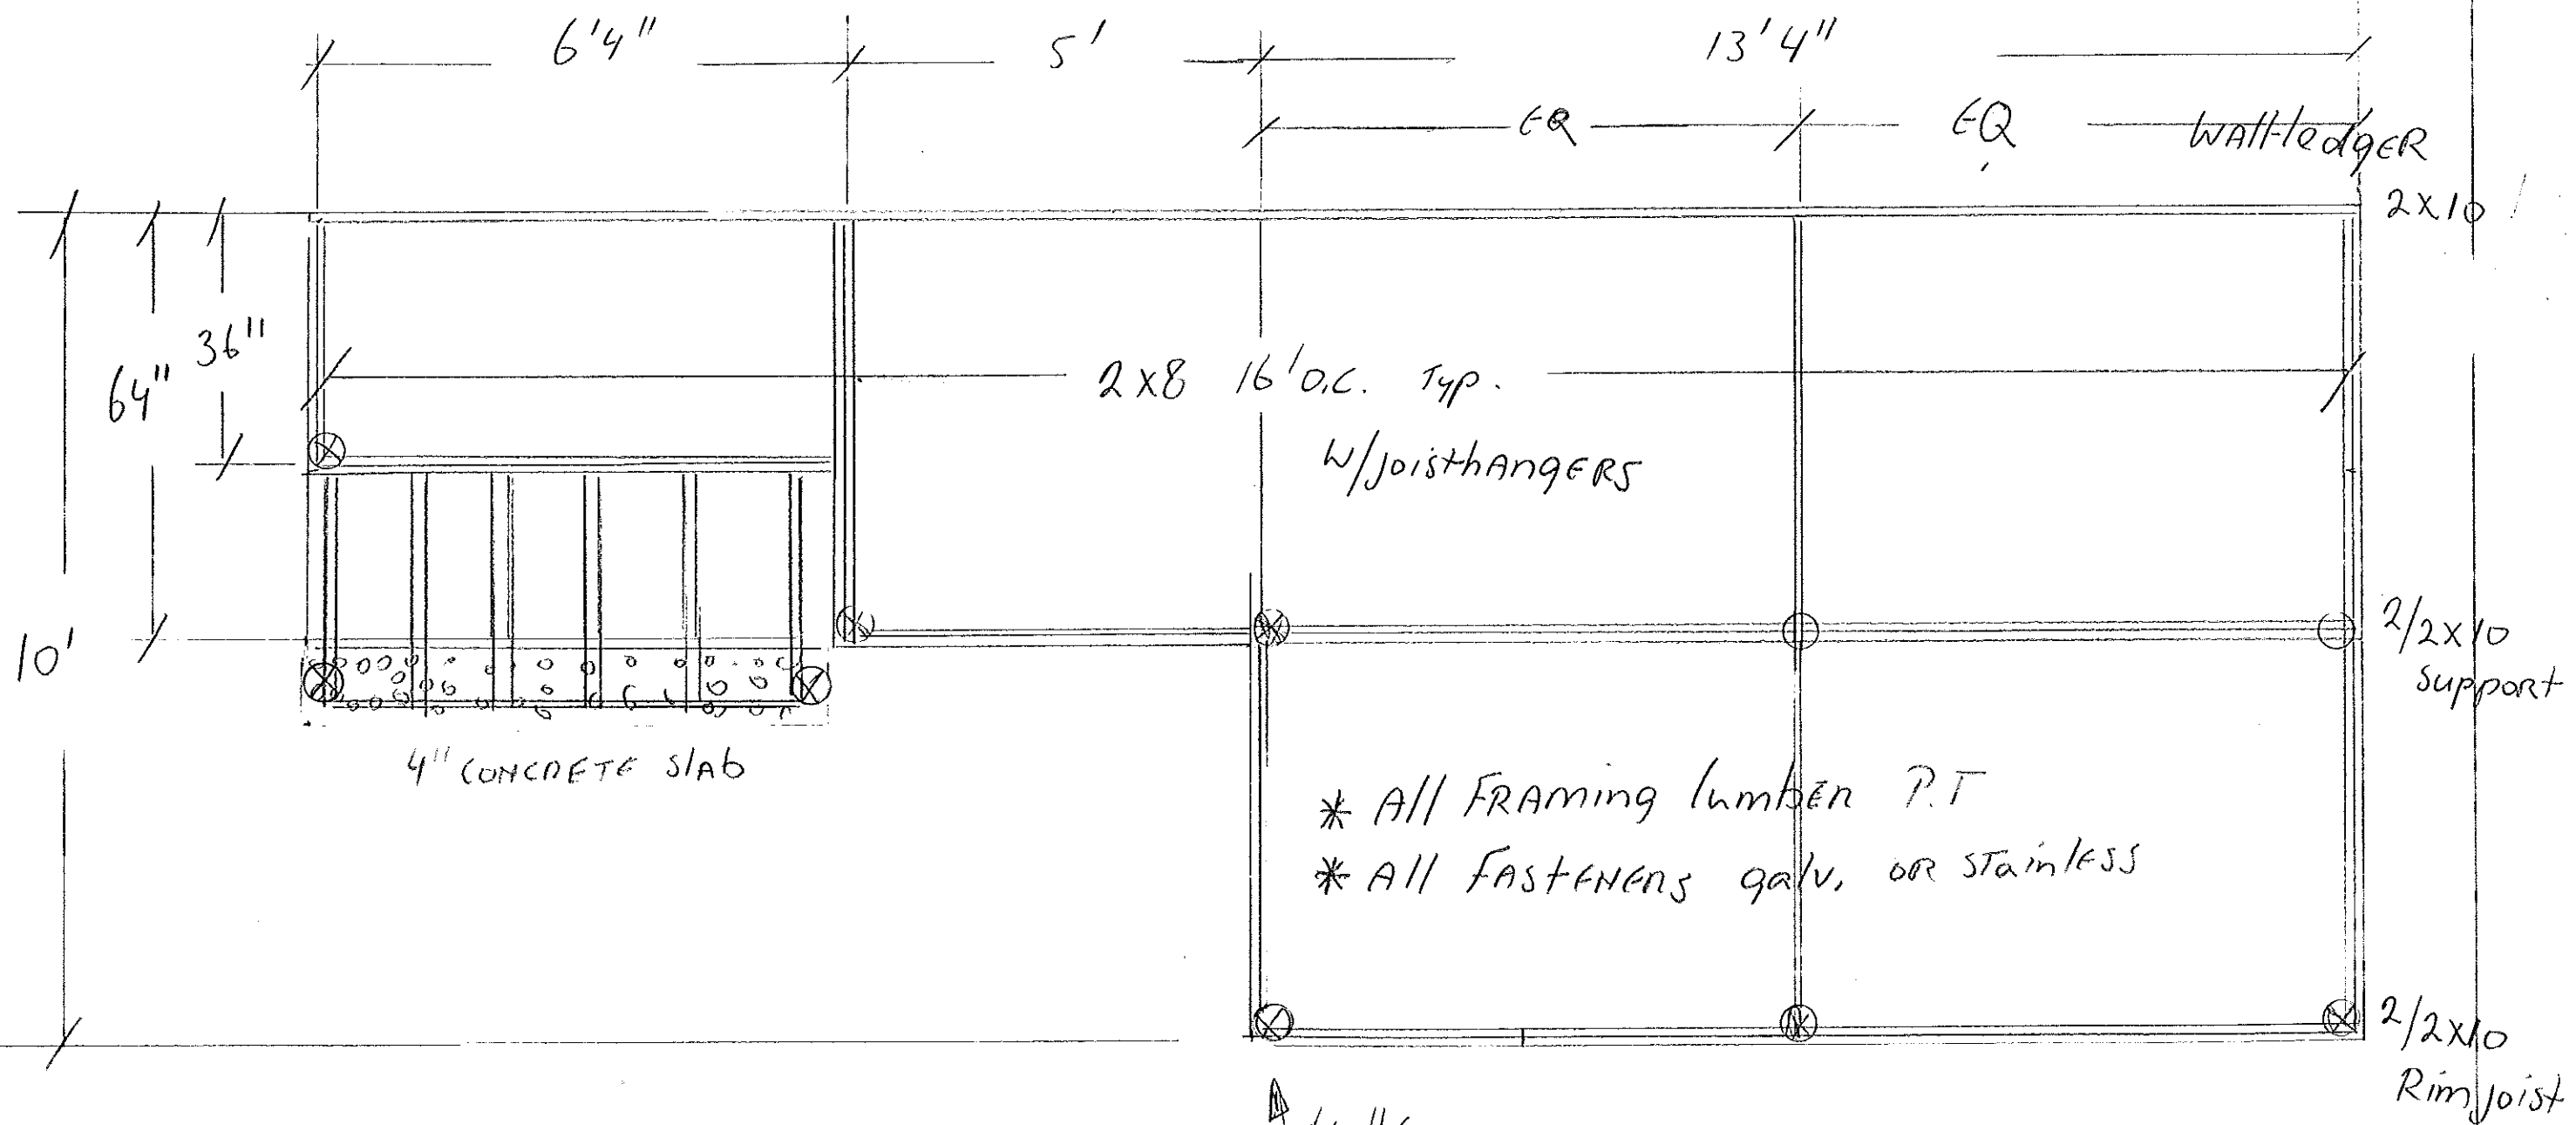 6'4"
5'
13'4"
EQ
EQ
WAll-ledgER
2x10
36"
64"
10'
2x8 16'O.C. Typ.
W/joisthAngERS
2/2x10
Support
4" CONCRETE SlAb
* All FRAming lumbER P.T
* All FASTENERS galv. OR STainlESS
2/2x10
Rim joist